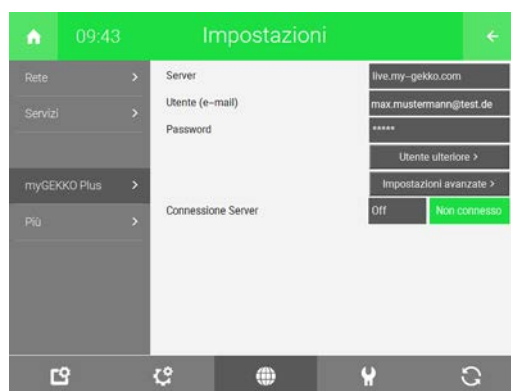 09:43
Impostazioni
Rete
Servizi
myGEKKO Plus
Più
Server
live.my-gekko.com
Utente (e-mail)
max.mustermann@test.de
Password
*****
Utente ulteriore >
Impostazioni avanzate >
Connessione Server
Off
Non connesso